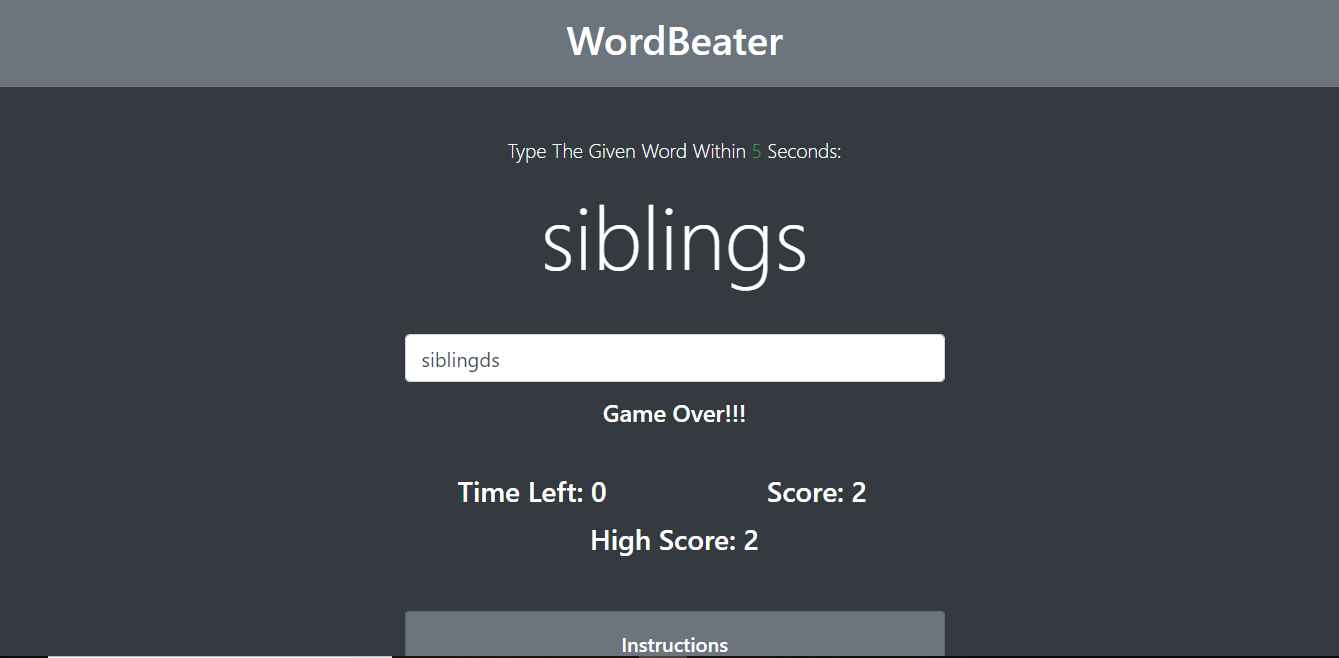 WordBeater
Type The Given Word Within 5 Seconds:
siblings
siblingds
Game Over!!!
Time Left: 0 Score: 2
High Score: 2
Instructions